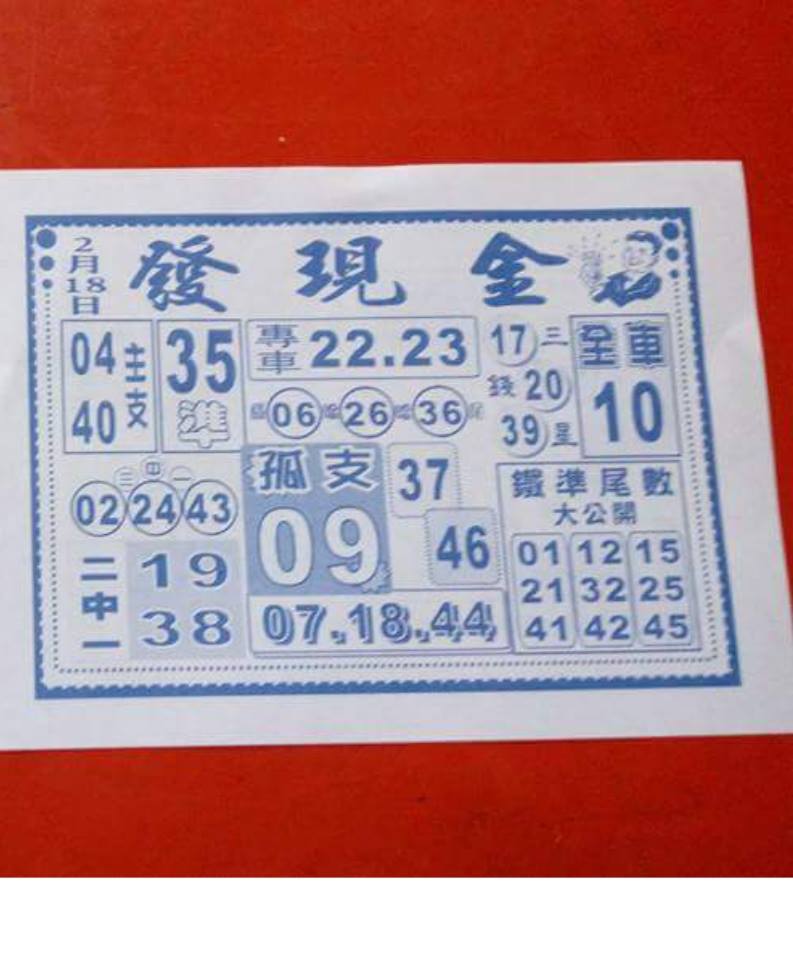 2月18日
發現金
04 40 主支
35 準
專車 22.23
06 26 36
17 20 39 三錢星
全車 10
三中一
02 24 43
孤支 09
37
46
二中一 19 38
07.18.44
鐵準尾數
大公開
01 12 15
21 32 25
41 42 45